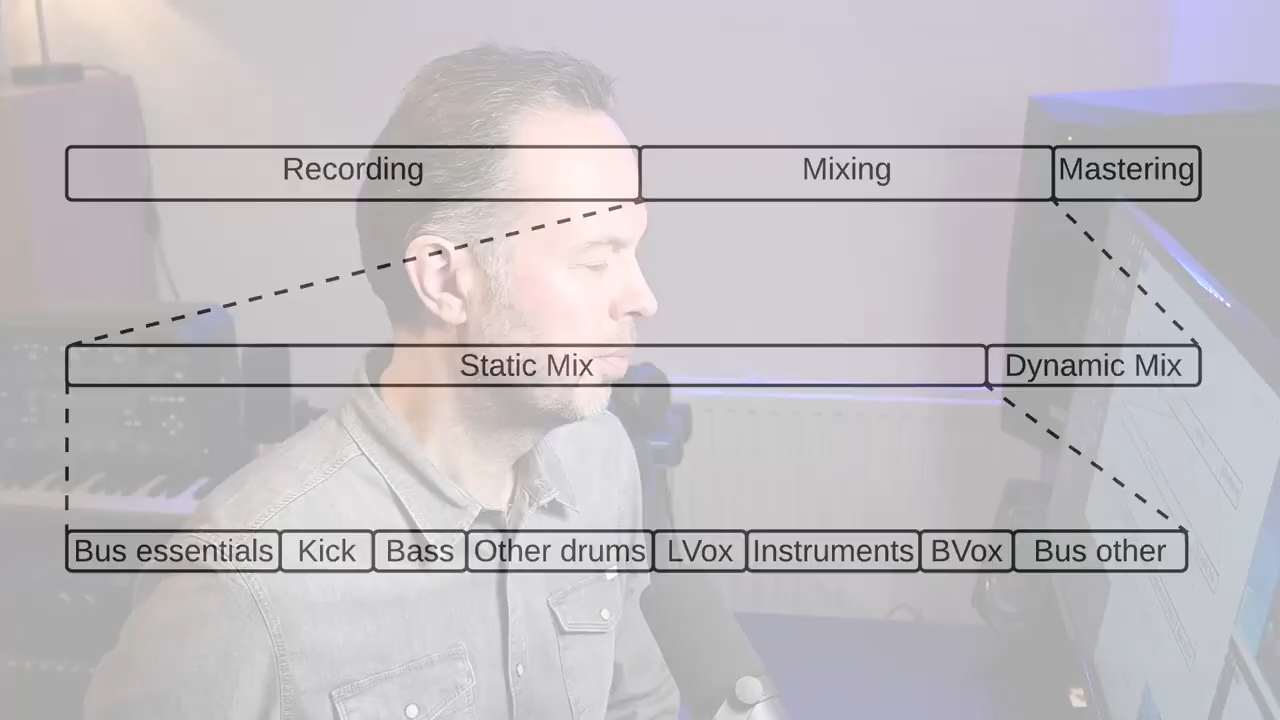 Recording Mixing Mastering
Static Mix Dynamic Mix
Bus essentials Kick Bass Other drums LVox Instruments BVox Bus other